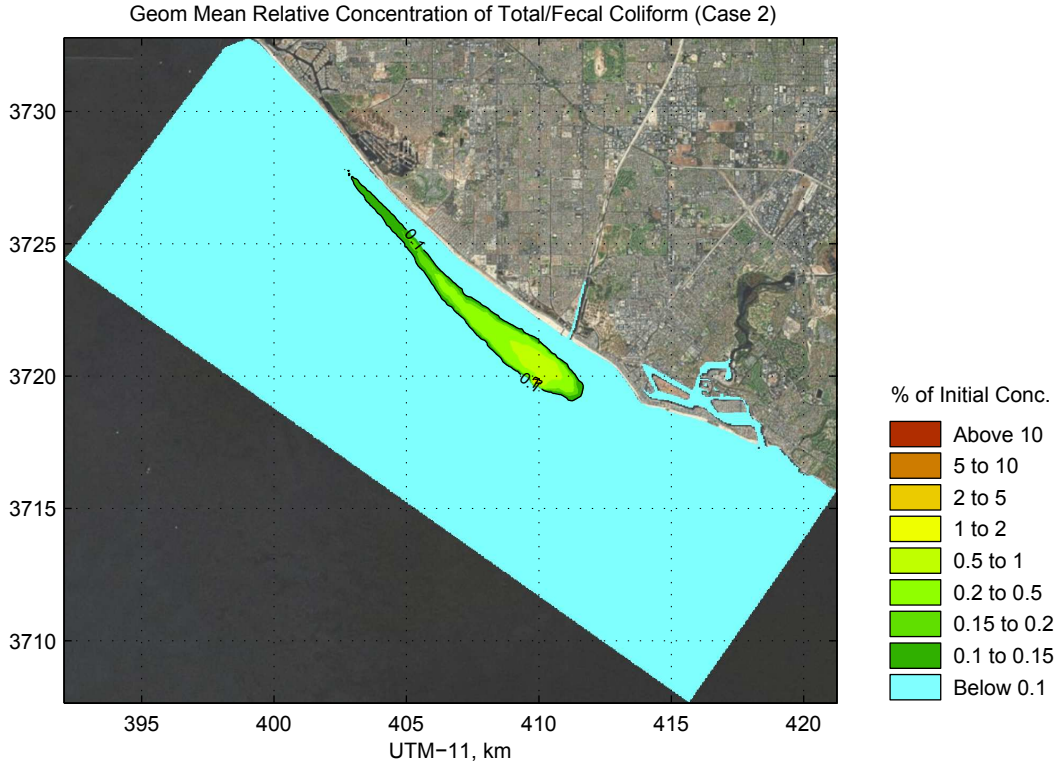 Geom Mean Relative Concentration of Total/Fecal Coliform (Case 2)
3730
3725
3720
3715
3710
0.1
395
400
405
410
415
420
UTM−11, km
% of Initial Conc.
Above 10
5 to 10
2 to 5
1 to 2
0.5 to 1
0.2 to 0.5
0.15 to 0.2
0.1 to 0.15
Below 0.1